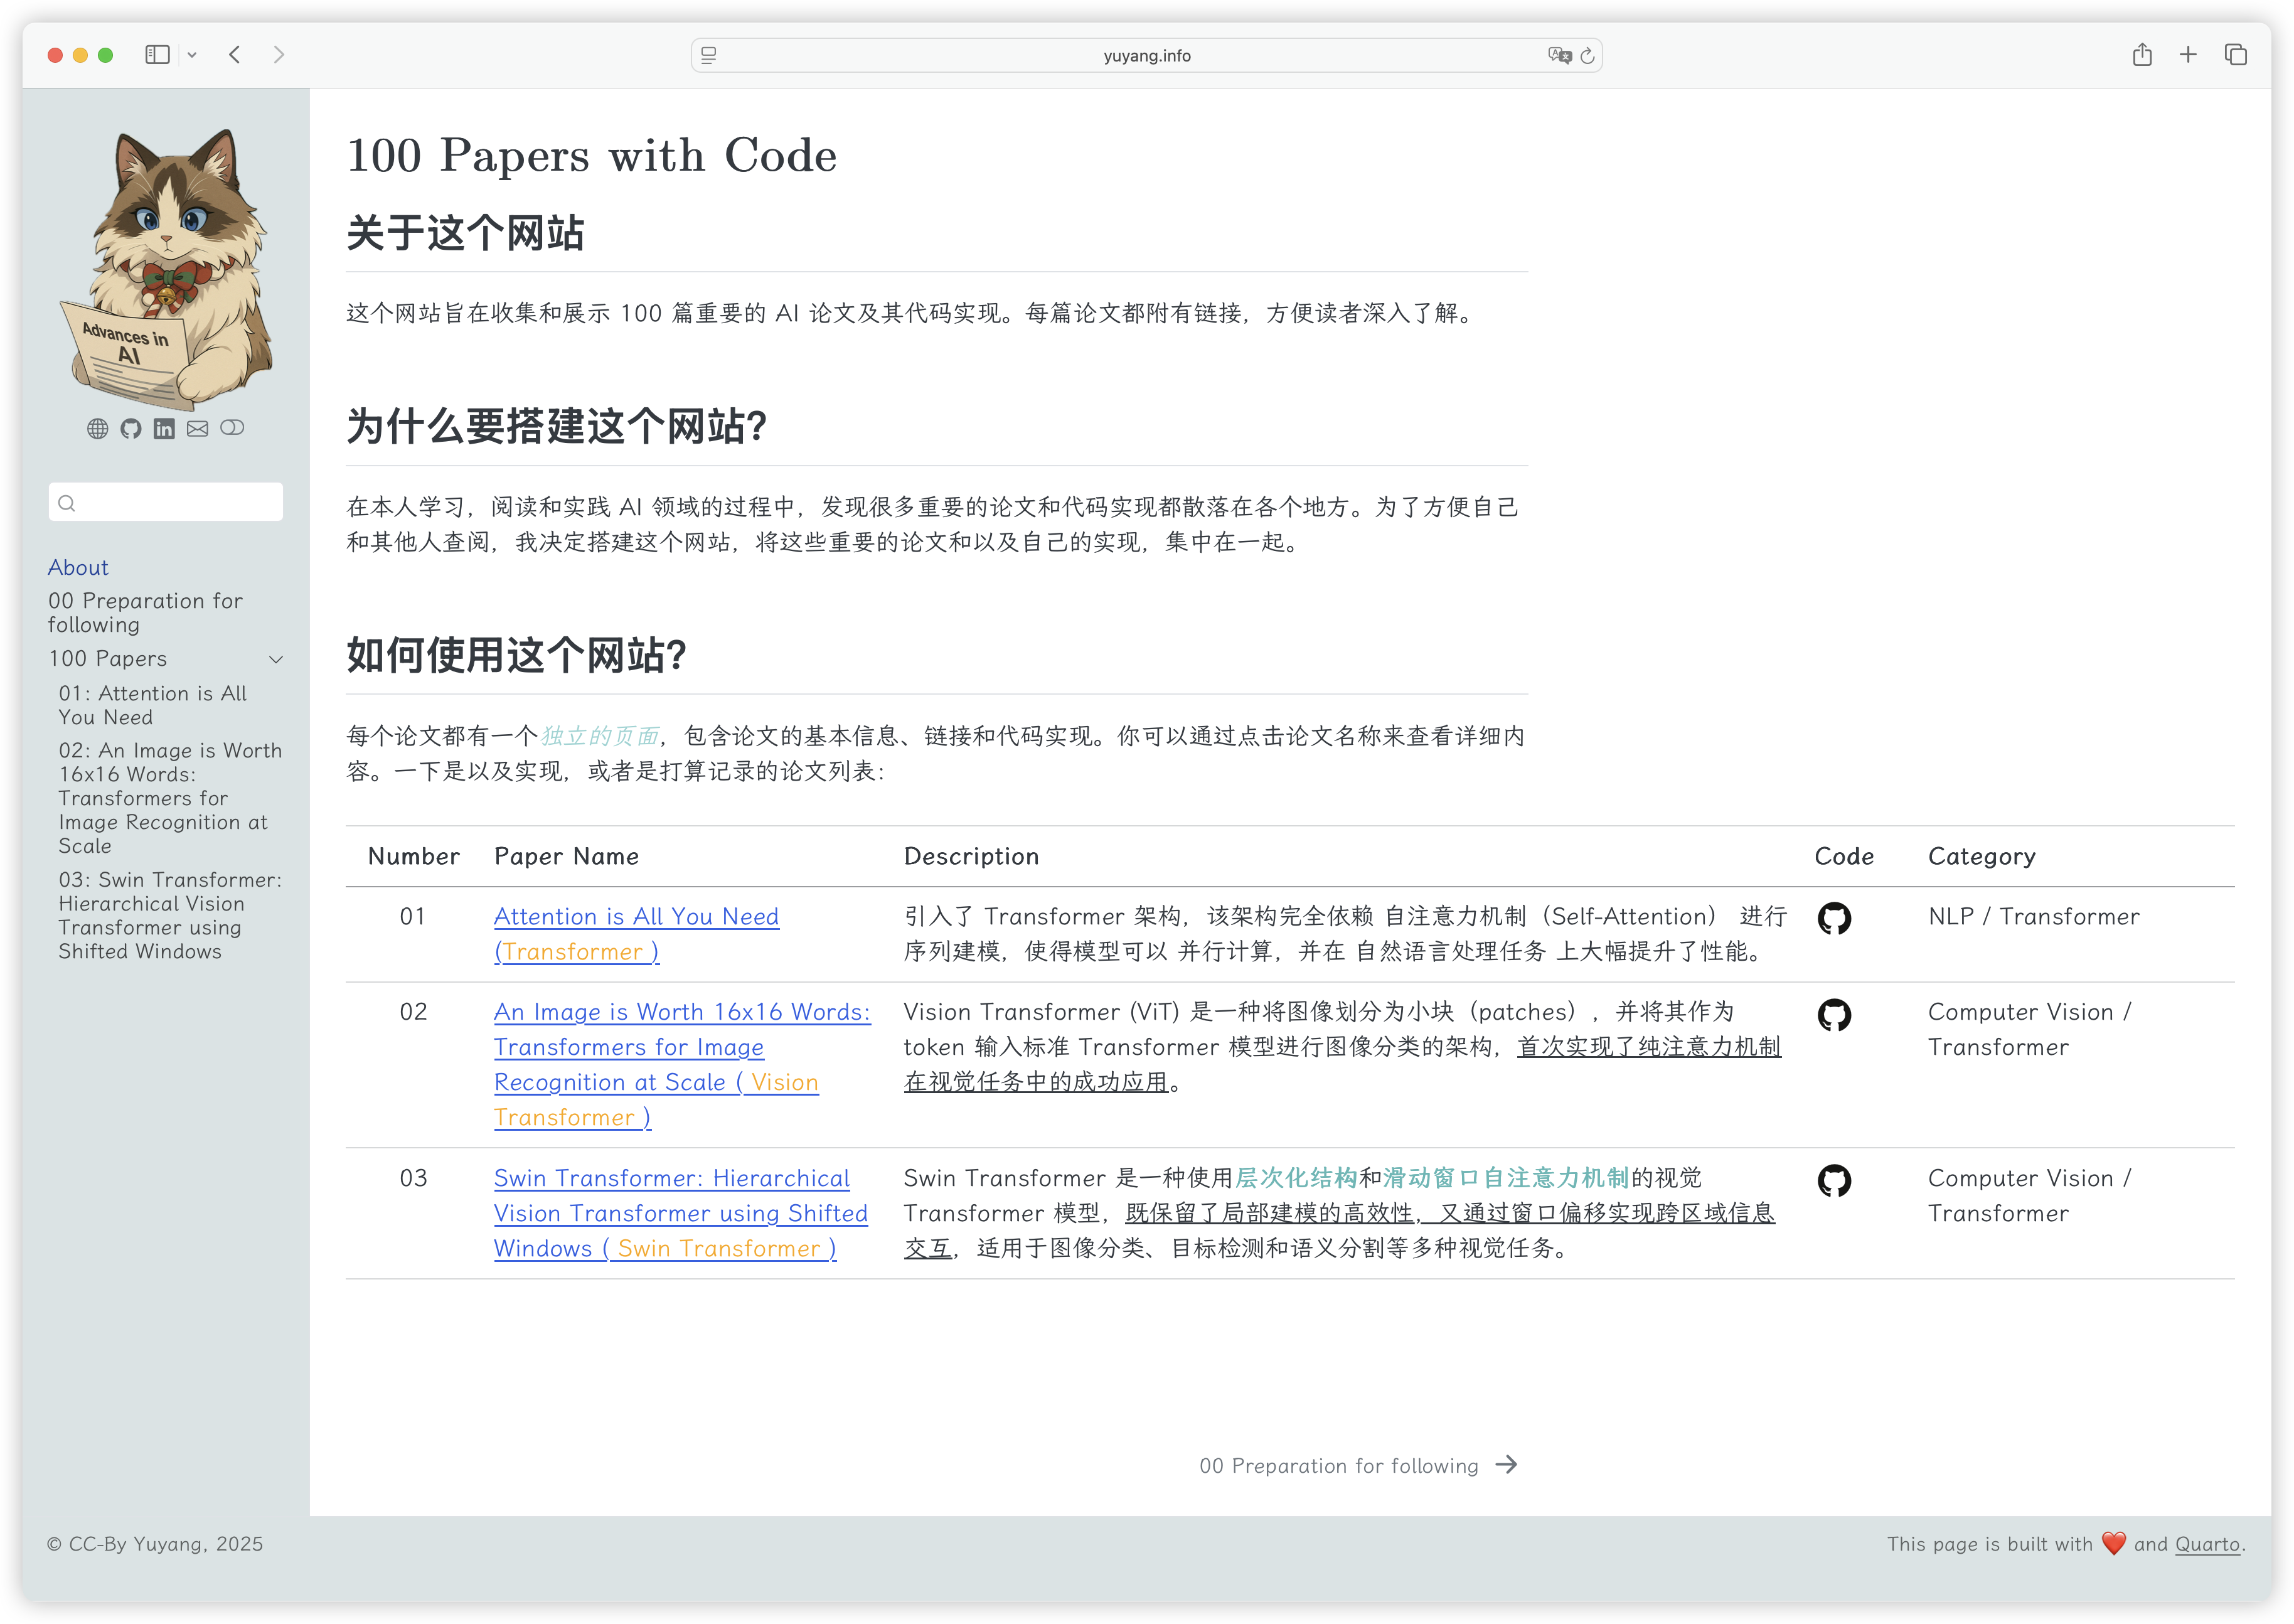 yuyang.info
Advances in
AI
About
00 Preparation for
following
100 Papers
01: Attention is All
You Need
02: An Image is Worth
16x16 Words:
Transformers for
Image Recognition at
Scale
03: Swin Transformer:
Hierarchical Vision
Transformer using
Shifted Windows
100 Papers with Code
关于这个网站
这个网站旨在收集和展示 100 篇重要的 AI 论文及其代码实现。每篇论文都附有链接，方便读者深入了解。
为什么要搭建这个网站？
在本人学习，阅读和实践 AI 领域的过程中，发现很多重要的论文和代码实现都散落在各个地方。为了方便自己
和其他人查阅，我决定搭建这个网站，将这些重要的论文和以及自己的实现，集中在一起。
如何使用这个网站？
每个论文都有一个独立的页面，包含论文的基本信息、链接和代码实现。你可以通过点击论文名称来查看详细内
容。一下是以及实现，或者是打算记录的论文列表：
Number Paper Name Description Code Category
01 Attention is All You Need 引入了 Transformer 架构，该架构完全依赖 自注意力机制（Self-Attention） 进行 NLP / Transformer
(Transformer ) 序列建模，使得模型可以 并行计算，并在 自然语言处理任务 上大幅提升了性能。
02 An Image is Worth 16x16 Words: Vision Transformer (ViT) 是一种将图像划分为小块（patches），并将其作为 Computer Vision /
Transformers for Image token 输入标准 Transformer 模型进行图像分类的架构，首次实现了纯注意力机制 Transformer
Recognition at Scale ( Vision 在视觉任务中的成功应用。
Transformer )
03 Swin Transformer: Hierarchical Swin Transformer 是一种使用层次化结构和滑动窗口自注意力机制的视觉 Computer Vision /
Vision Transformer using Shifted Transformer 模型，既保留了局部建模的高效性，又通过窗口偏移实现跨区域信息 Transformer
Windows ( Swin Transformer ) 交互，适用于图像分类、目标检测和语义分割等多种视觉任务。
00 Preparation for following
© CC-By Yuyang, 2025
This page is built with ❤️ and Quarto.